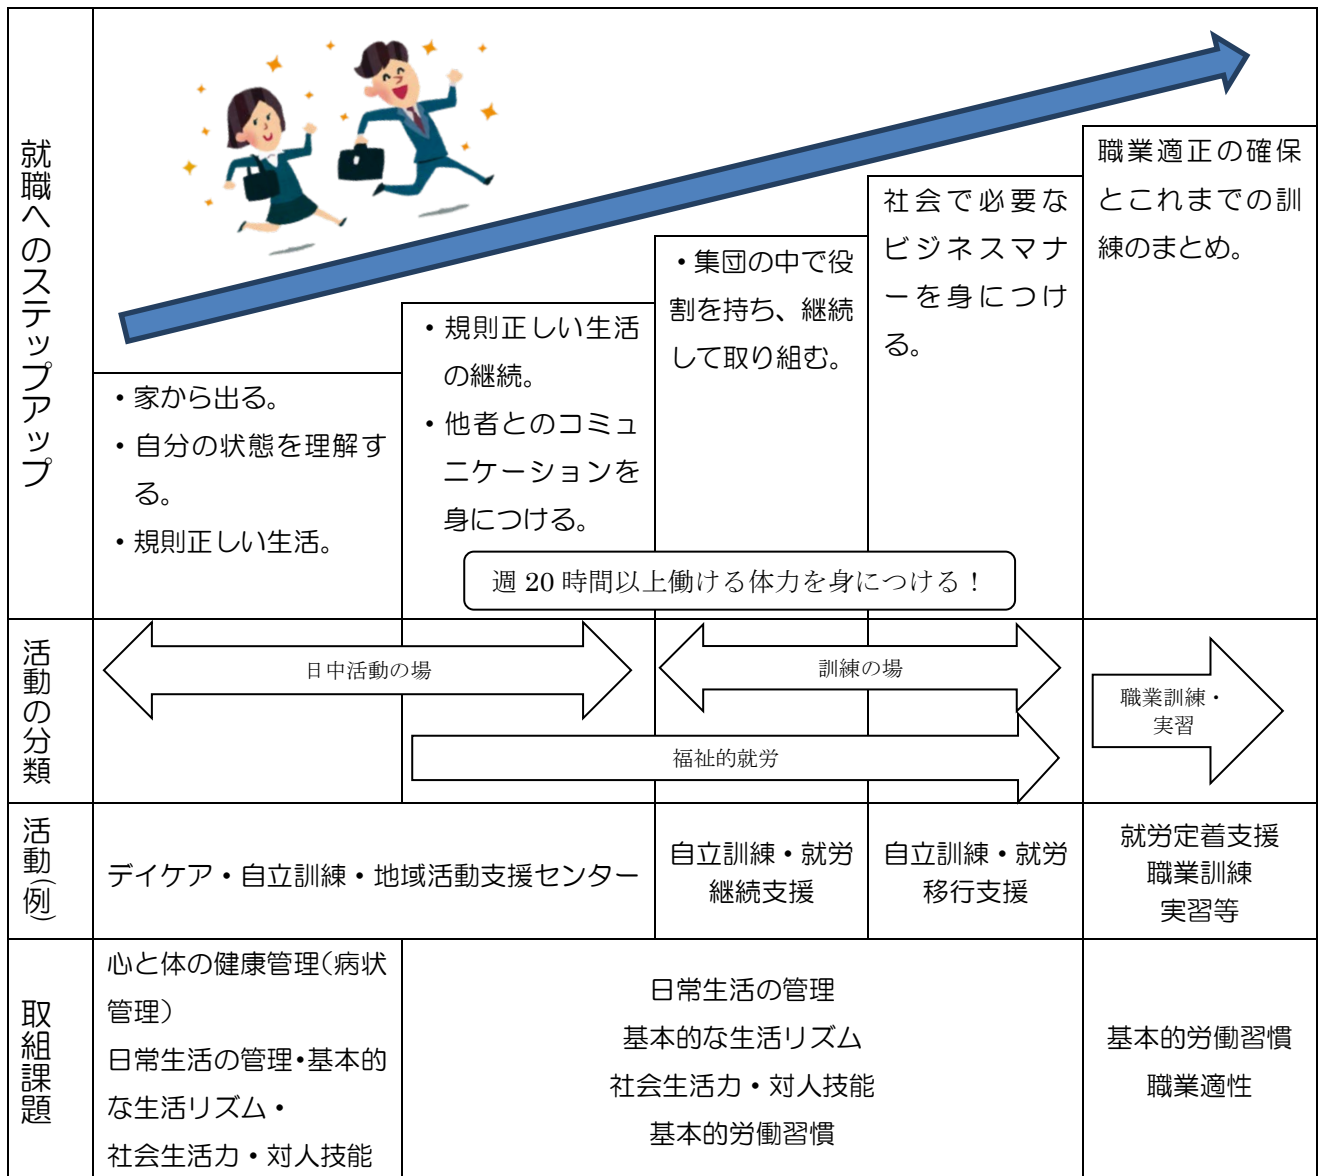 就職へのステップアップ
・家から出る。
・自分の状態を理解す
る。
・規則正しい生活。
・規則正しい生活
の継続。
・他者とのコミュ
ニケーションを
身につける。
・集団の中で役
割を持ち、継続
して取り組む。
社会で必要な
ビジネスマナ
ーを身につけ
る。
職業適正の確保
とこれまでの訓
練のまとめ。
週 20 時間以上働ける体力を身につける！
活動の分類
日中活動の場
訓練の場
福祉的就労
職業訓練・
実習
活動（例）
デイケア・自立訓練・地域活動支援センター
自立訓練・就労
継続支援
自立訓練・就労
移行支援
就労定着支援
職業訓練
実習等
取組課題
心と体の健康管理（病状
管理）
日常生活の管理・基本的
な生活リズム・
社会生活力・対人技能
日常生活の管理
基本的な生活リズム
社会生活力・対人技能
基本的労働習慣
基本的労働習慣
職業適性